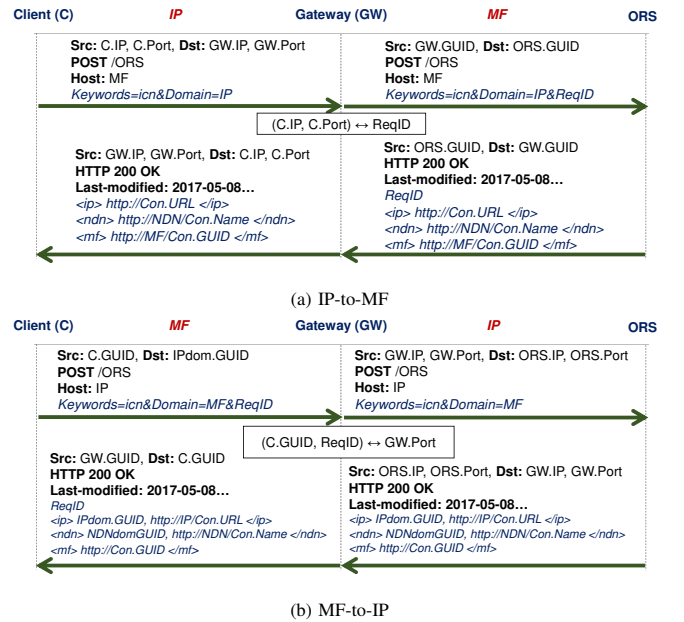 Client (C) IP Gateway (GW) MF ORS
Src: C.IP, C.Port, Dst: GW.IP, GW.Port
POST /ORS
Host: MF
Keywords=icn&Domain=IP
Src: GW.GUID, Dst: ORS.GUID
POST /ORS
Host: MF
Keywords=icn&Domain=IP&ReqID
(C.IP, C.Port) ↔ ReqID
Src: GW.IP, GW.Port, Dst: C.IP, C.Port
HTTP 200 OK
Last-modified: 2017-05-08…
<ip> http://Con.URL </ip>
<ndn> http://NDN/Con.Name </ndn>
<mf> http://MF/Con.GUID </mf>
Src: ORS.GUID, Dst: GW.GUID
HTTP 200 OK
Last-modified: 2017-05-08…
ReqID
<ip> http://Con.URL </ip>
<ndn> http://NDN/Con.Name </ndn>
<mf> http://MF/Con.GUID </mf>
(a) IP-to-MF
Client (C) MF Gateway (GW) IP ORS
Src: C.GUID, Dst: IPdom.GUID
POST /ORS
Host: IP
Keywords=icn&Domain=MF&ReqID
Src: GW.IP, GW.Port, Dst: ORS.IP, ORS.Port
POST /ORS
Host: IP
Keywords=icn&Domain=MF
(C.GUID, ReqID) ↔ GW.Port
Src: GW.GUID, Dst: C.GUID
HTTP 200 OK
Last-modified: 2017-05-08…
ReqID
<ip> IPdom.GUID, http://IP/Con.URL </ip>
<ndn> NDNdomGUID, http://NDN/Con.Name </ndn>
<mf> http://Con.GUID </mf>
Src: ORS.IP, ORS.Port, Dst: GW.IP, GW.Port
HTTP 200 OK
Last-modified: 2017-05-08…
<ip> IPdom.GUID, http://IP/Con.URL </ip>
<ndn> NDNdomGUID, http://NDN/Con.Name </ndn>
<mf> http://Con.GUID </mf>
(b) MF-to-IP